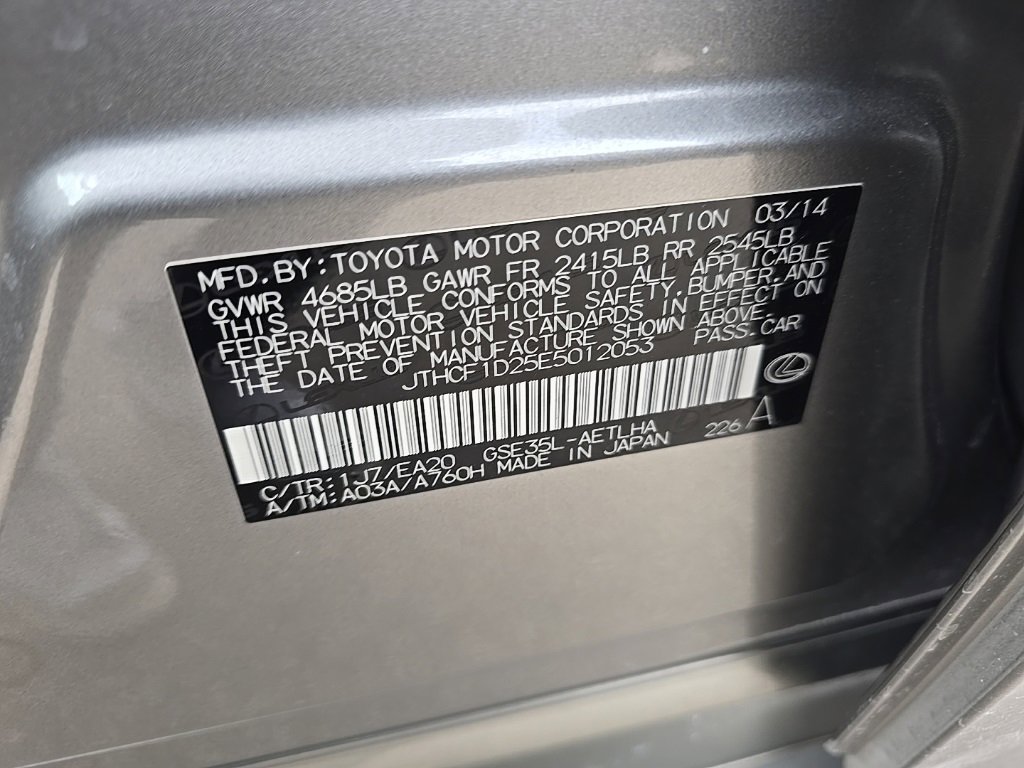 MFD.BY:TOYOTA MOTOR CORPORATION 03/14
GVWR 4685LB GAWR FR 2415LB RR 2545LB
THIS VEHICLE CONFORMS TO ALL APPLICABLE
FEDERAL MOTOR VEHICLE SAFETY,BUMPER,AND
THEFT PREVENTION STANDARDS IN EFFECT ON
THE DATE OF MANUFACTURE SHOWN ABOVE.
JTHCF1D25E5012053 PASS.CAR
C/TR:1J7/EA20 GSE35L-AETLHA 226 A
A/TM:A03A/A760H MADE IN JAPAN